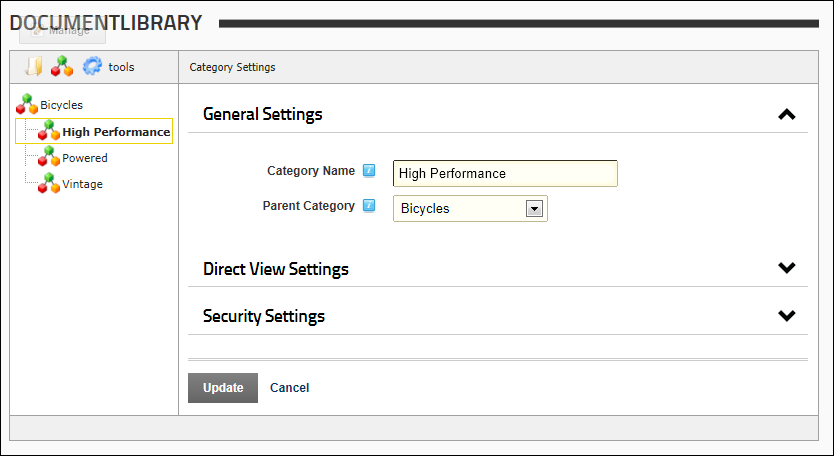 DOCUMENTLIBRARY
Manage
tools
Category Settings
Bicycles
High Performance
Powered
Vintage
General Settings
Category Name
High Performance
Parent Category
Bicycles
Direct View Settings
Security Settings
Update Cancel